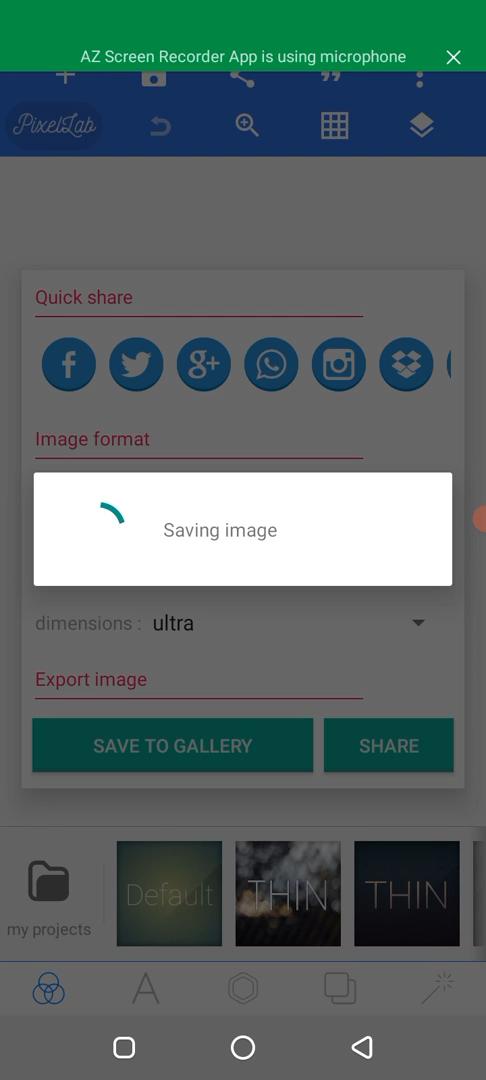 AZ Screen Recorder App is using microphone
PixelLab
Quick share
Image format
Saving image
dimensions : ultra
Export image
SAVE TO GALLERY
SHARE
my projects
Default
THIN
THIN